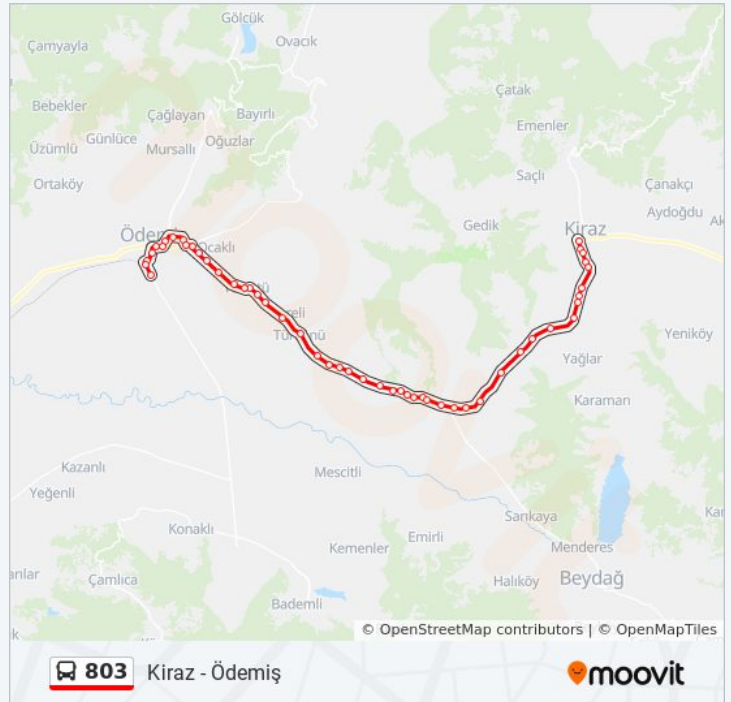 Gölcük
Çamyayla
Ovacık
Çatak
Bebekler
Çağlayan
Bayırlı
Emenler
Günlüce
Oğuzlar
Üzümlü
Mursallı
Saçlı
Ortaköy
Çanakçı
Aydoğdu
Gedik
Kiraz
Ocaklı
Yeniköy
Yağlar
Karaman
Kazanlı
Mescitli
Yeğenli
Sarıkaya
Konaklı
Emirli
Kemenler
Menderes
Çamlıca
Halıköy
Beydağ
Bademli
© OpenStreetMap contributors | © OpenMapTiles
803 Kiraz - Ödemiş
moovit